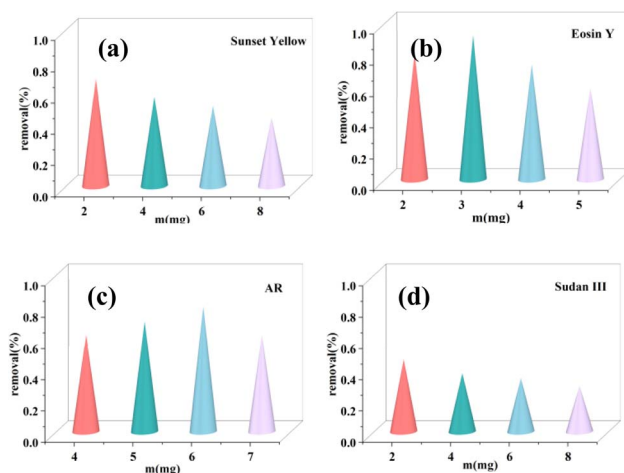 (a)
Sunset Yellow
1.0
0.8
0.6
0.4
0.2
0.0
removal(%)
2 4 6 8
m(mg)
(b)
Eosin Y
1.0
0.8
0.6
0.4
0.2
0.0
removal(%)
2 3 4 5
m(mg)
(c)
AR
1.0
0.8
0.6
0.4
0.2
0.0
removal(%)
4 5 6 7
m(mg)
(d)
Sudan III
1.0
0.8
0.6
0.4
0.2
0.0
removal(%)
2 4 6 8
m(mg)